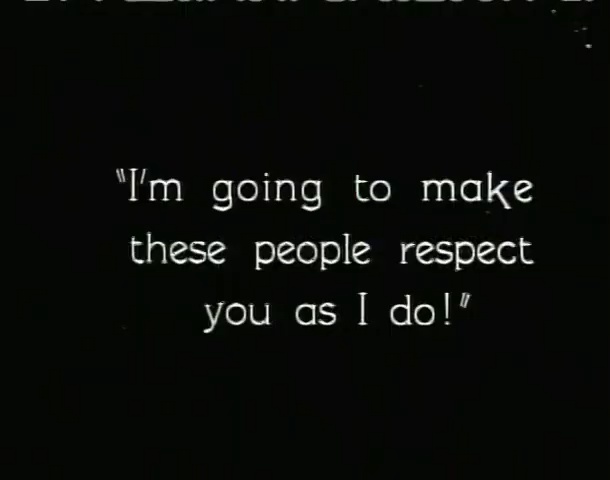 "I'm going to make
these people respect
you as I do!"